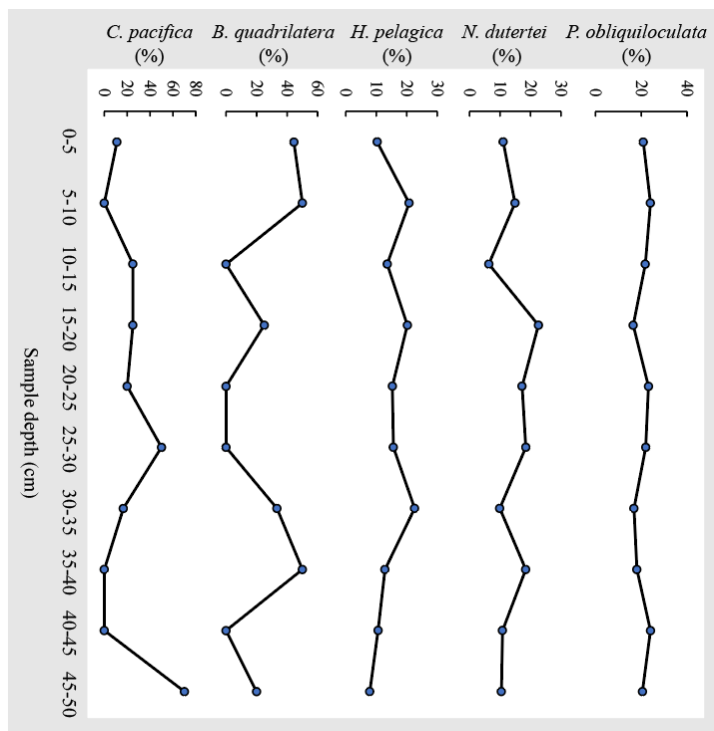 C. pacifica B. quadrilatera H. pelagica N. dutertei P. obliquiloculata
(%) (%) (%) (%) (%)
0 20 40 60 80 0 20 40 60 0 10 20 30 0 10 20 30 0 20 40
0-5
5-10
10-15
15-20
20-25
25-30
30-35
35-40
40-45
45-50
Sample depth (cm)